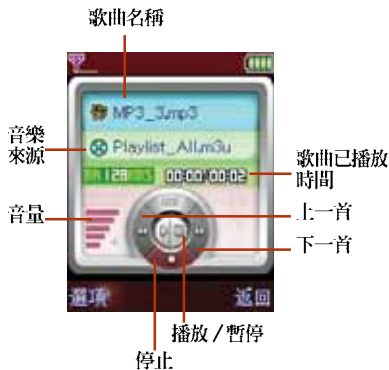 歌曲名稱
MP3_3.mp3
音樂
來源
Playlist_All.m3u
128
00:00/00:02
歌曲已播放
時間
音量
上一首
下一首
選項
返回
播放/暫停
停止